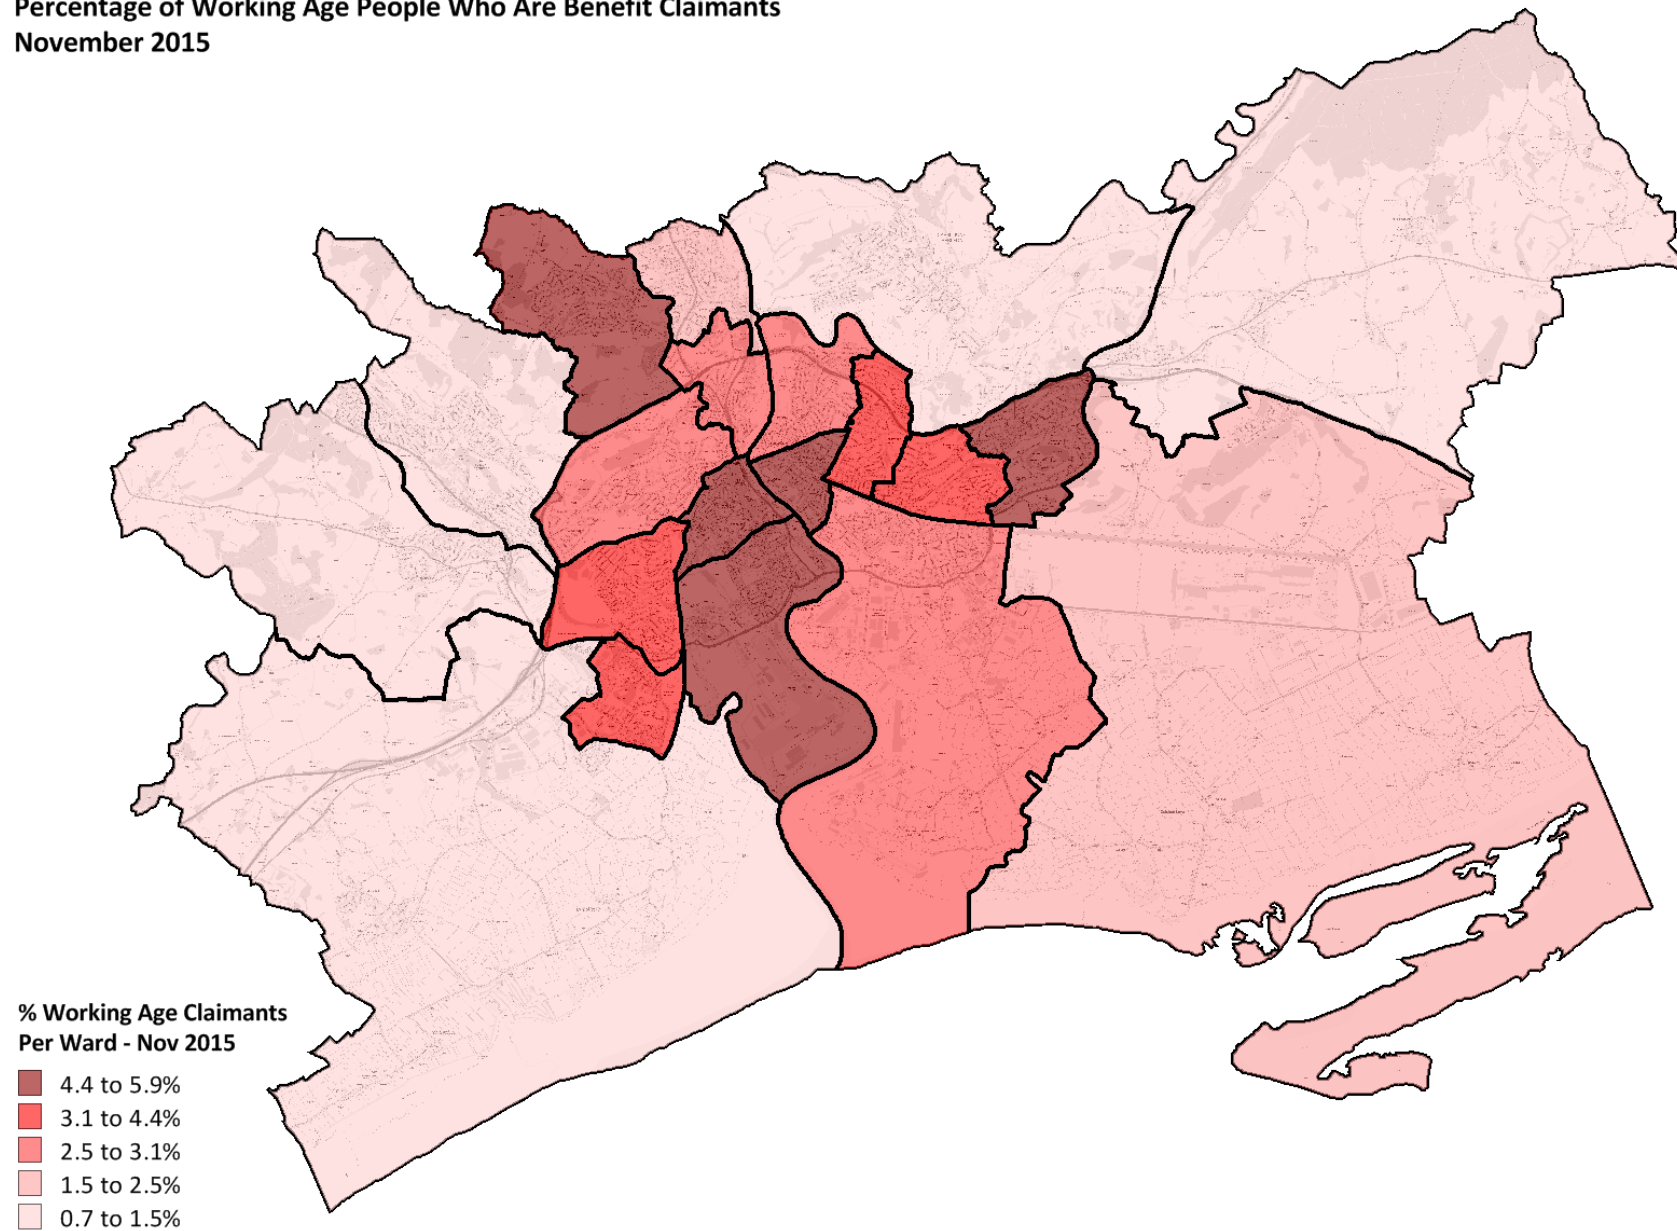 Percentage of Working Age People Who Are Benefit Claimants
November 2015
% Working Age Claimants
Per Ward - Nov 2015
4.4 to 5.9%
3.1 to 4.4%
2.5 to 3.1%
1.5 to 2.5%
0.7 to 1.5%